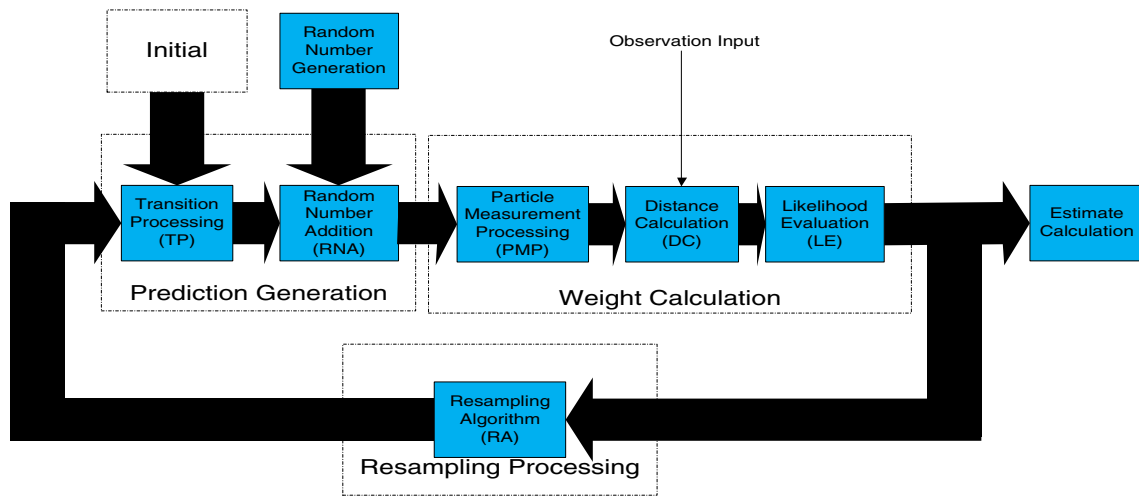 Initial
Random
Number
Generation
Observation Input
Transition
Processing
(TP)
Random
Number
Addition
(RNA)
Prediction Generation
Particle
Measurement
Processing
(PMP)
Distance
Calculation
(DC)
Likelihood
Evaluation
(LE)
Weight Calculation
Estimate
Calculation
Resampling
Algorithm
(RA)
Resampling Processing